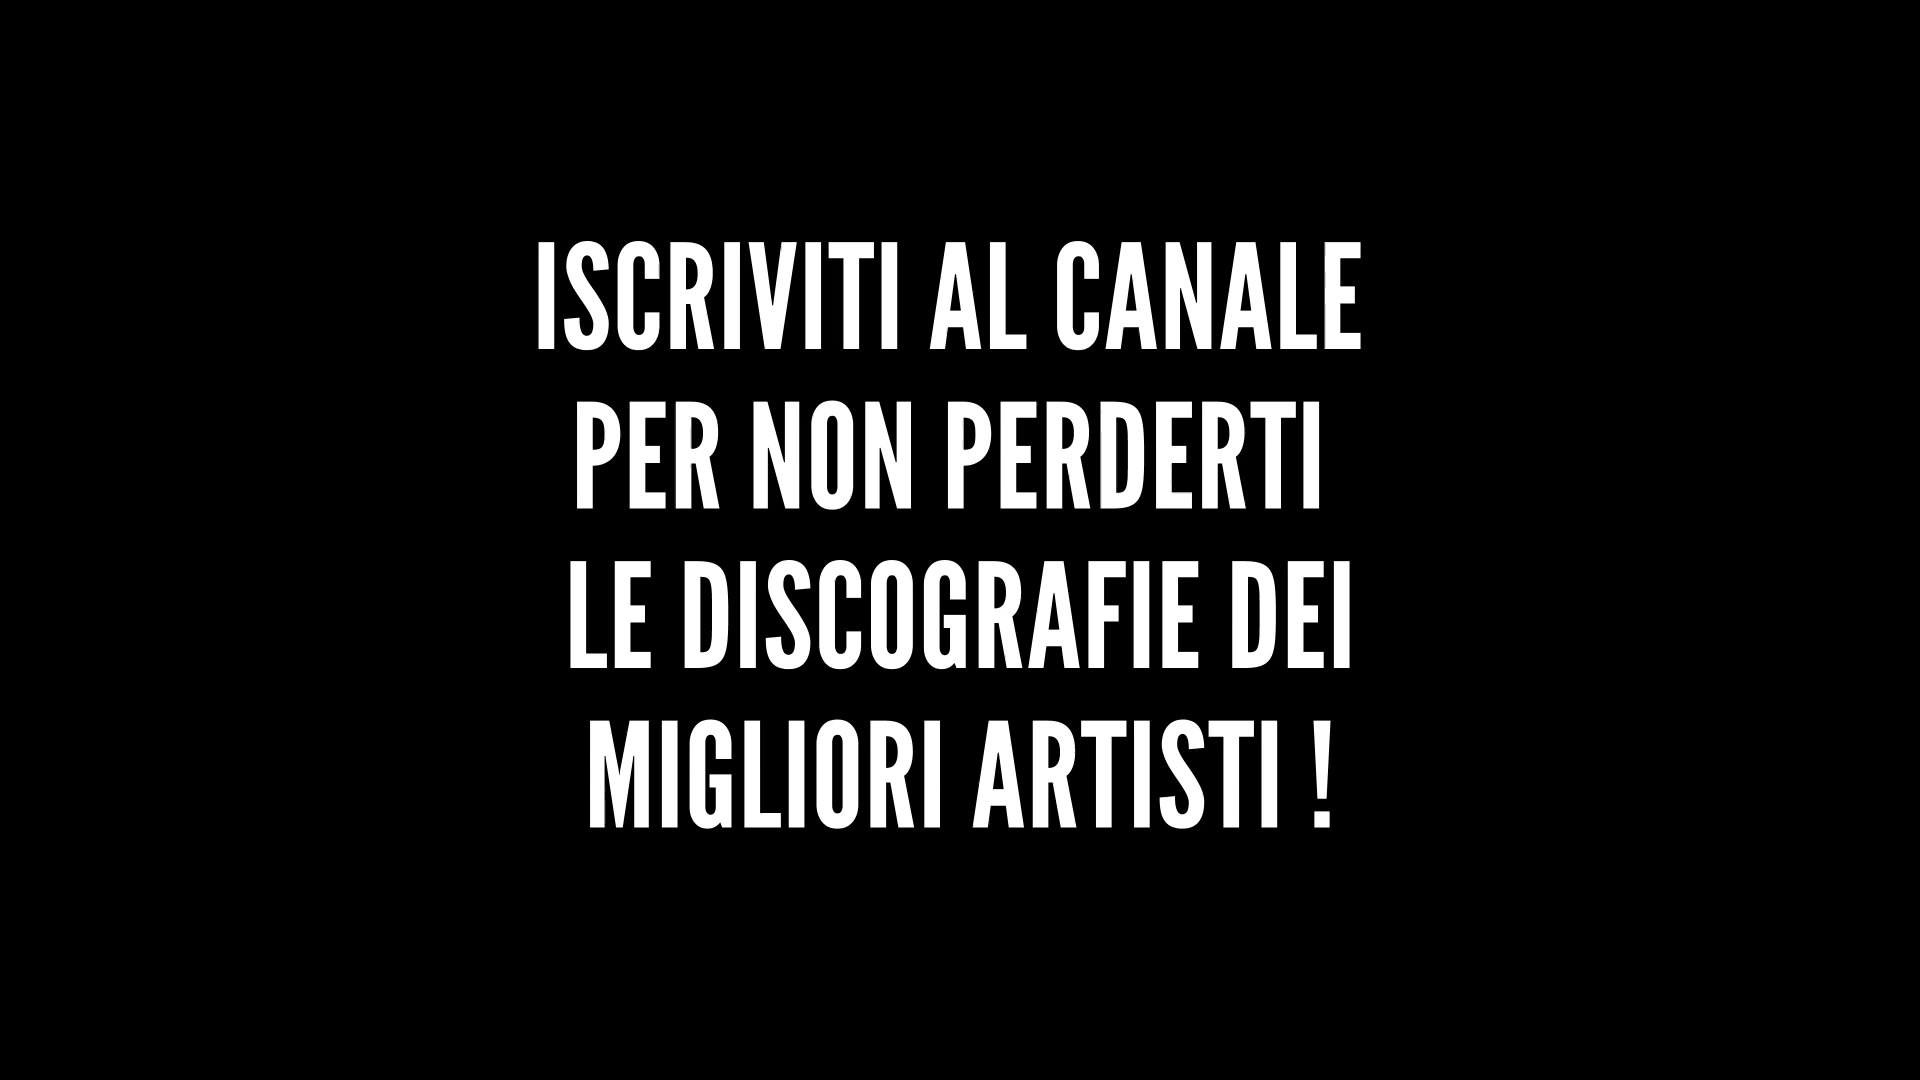 ISCRIVITI AL CANALE
PER NON PERDERTI
LE DISCOGRAFIE DEI
MIGLIORI ARTISTI !